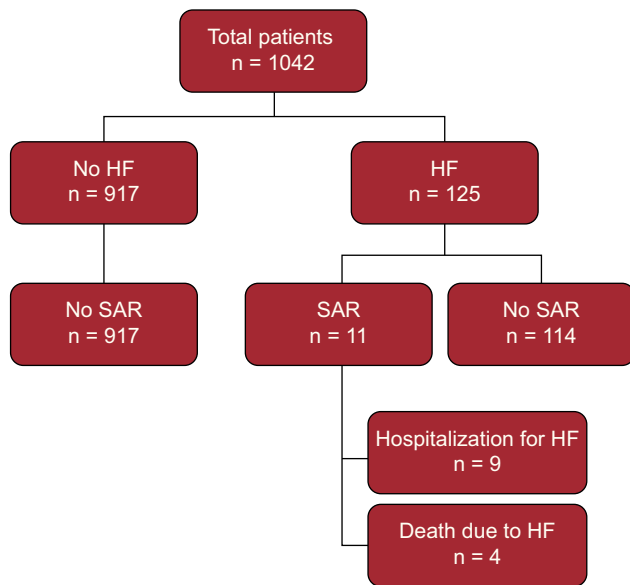 Total patients
n = 1042
No HF
n = 917
HF
n = 125
No SAR
n = 917
SAR
n = 11
No SAR
n = 114
Hospitalization for HF
n = 9
Death due to HF
n = 4